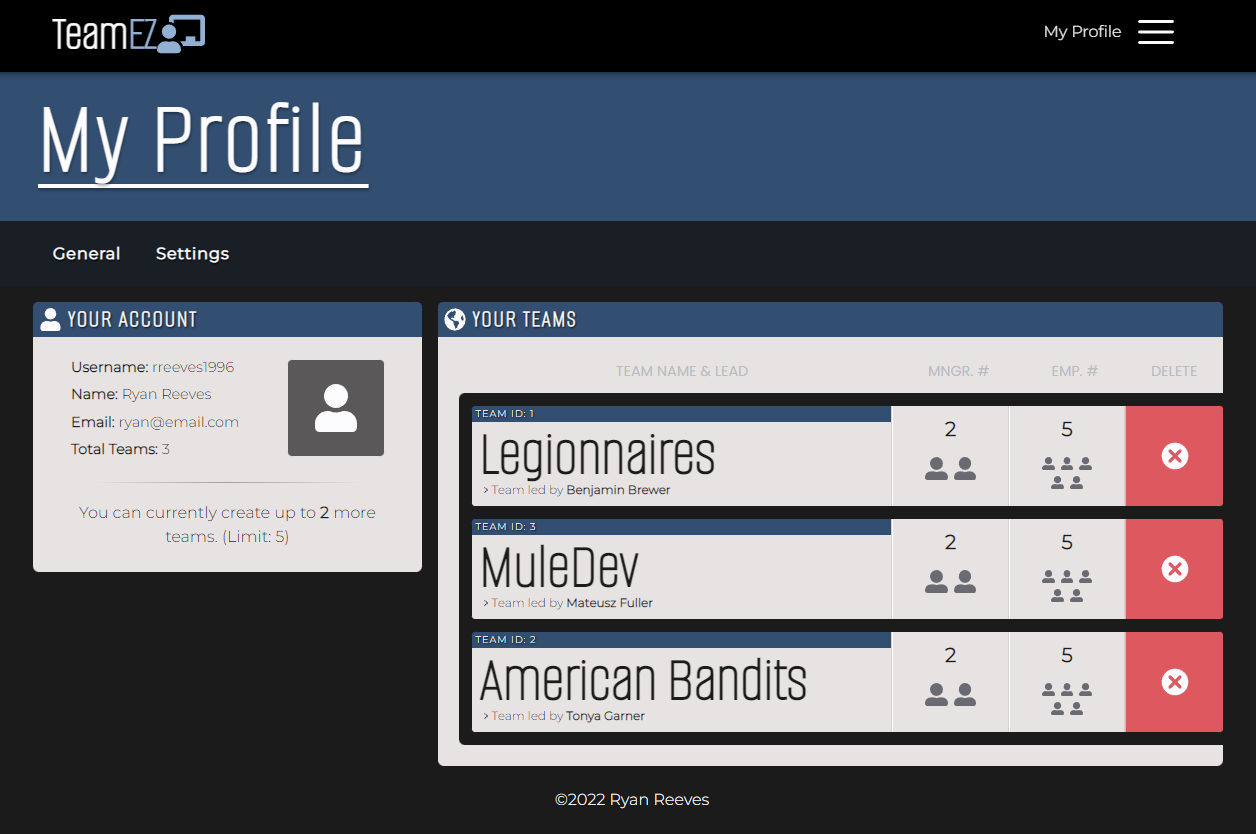 TeamEZ
My Profile
My Profile
General
Settings
YOUR ACCOUNT
Username: rreeves1996
Name: Ryan Reeves
Email: ryan@email.com
Total Teams: 3
You can currently create up to 2 more
teams. (Limit: 5)
YOUR TEAMS
TEAM NAME & LEAD MNGR. # EMP. # DELETE
TEAM ID: 1
Legionnaires
> Team led by Benjamin Brewer
2
5
TEAM ID: 3
MuleDev
> Team led by Mateusz Fuller
2
5
TEAM ID: 2
American Bandits
> Team led by Tonya Garner
2
5
©2022 Ryan Reeves